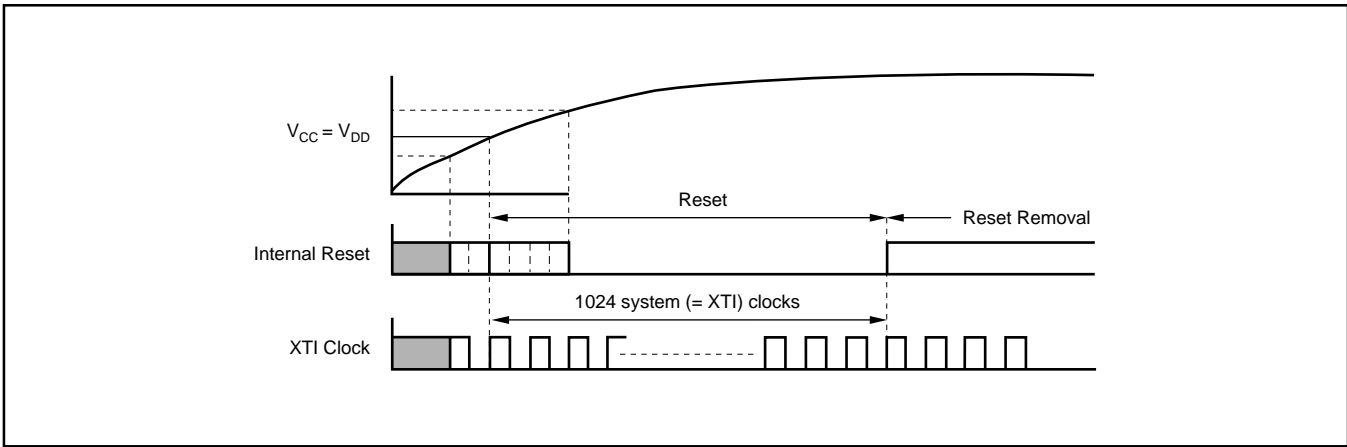 V_CC = V_DD
Reset
Reset Removal
Internal Reset
1024 system (= XTI) clocks
XTI Clock